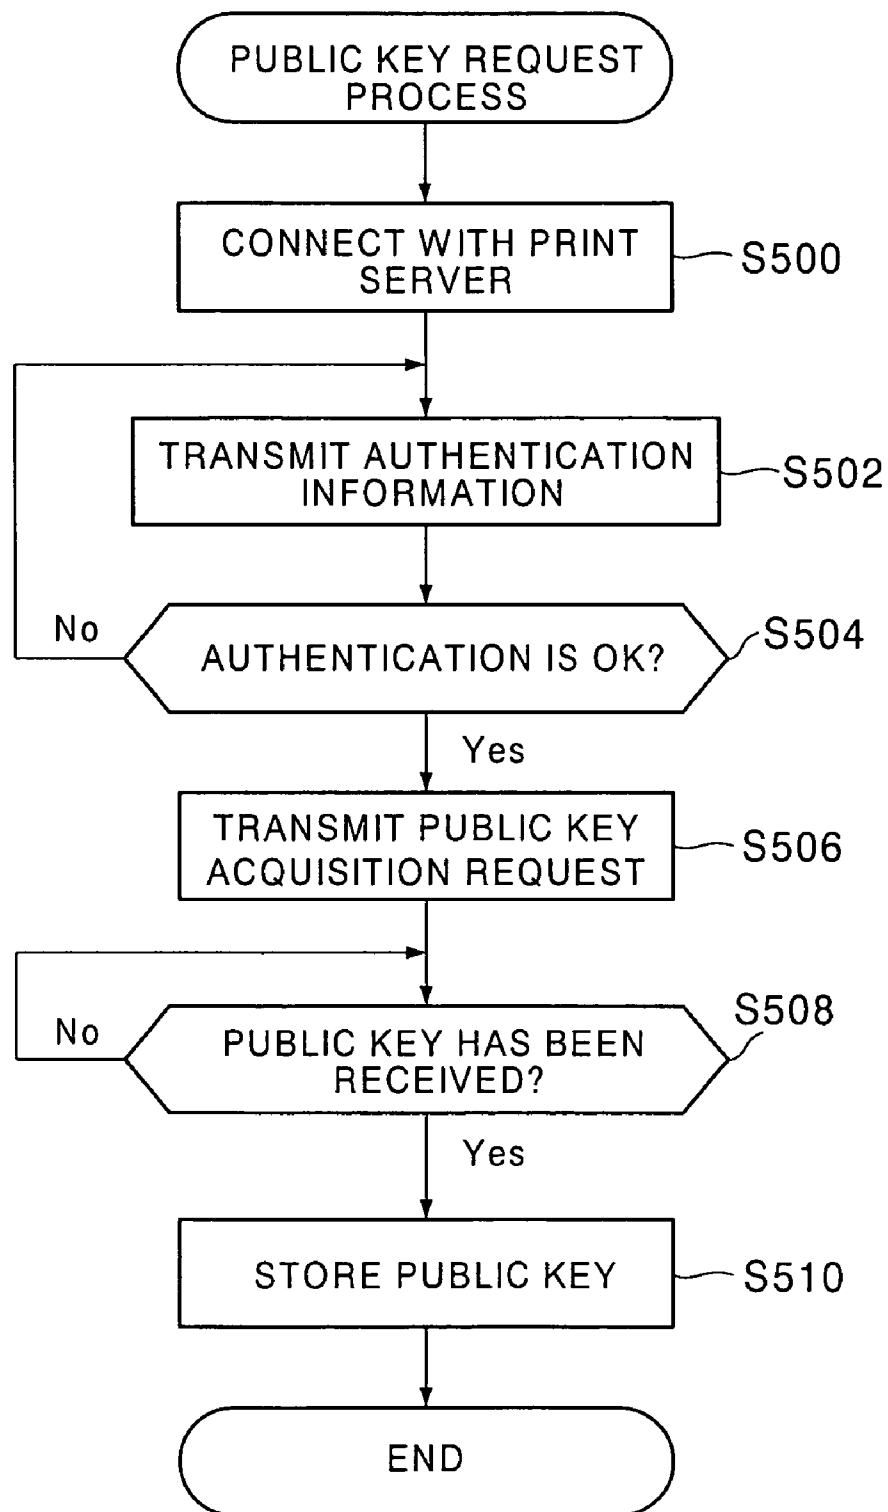 PUBLIC KEY REQUEST
PROCESS
CONNECT WITH PRINT
SERVER
S500
TRANSMIT AUTHENTICATION
INFORMATION
S502
No
AUTHENTICATION IS OK?
S504
Yes
TRANSMIT PUBLIC KEY
ACQUISITION REQUEST
S506
No
PUBLIC KEY HAS BEEN
RECEIVED?
S508
Yes
STORE PUBLIC KEY
S510
END